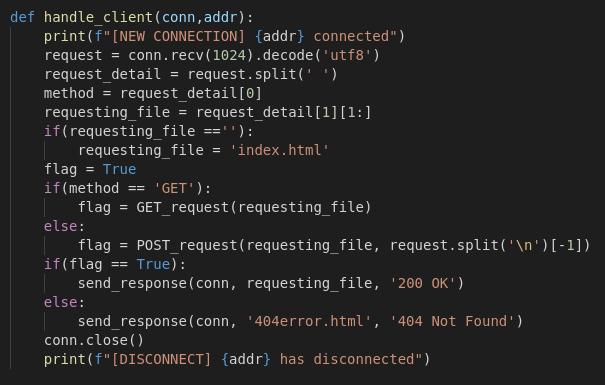 def handle_client(conn,addr):
    print(f"[NEW CONNECTION] {addr} connected")
    request = conn.recv(1024).decode('utf8')
    request_detail = request.split(' ')
    method = request_detail[0]
    requesting_file = request_detail[1][1:]
    if(requesting_file ==''):
        requesting_file = 'index.html'
    flag = True
    if(method == 'GET'):
        flag = GET_request(requesting_file)
    else:
        flag = POST_request(requesting_file, request.split('\n')[-1])
    if(flag == True):
        send_response(conn, requesting_file, '200 OK')
    else:
        send_response(conn, '404error.html', '404 Not Found')
    conn.close()
    print(f"[DISCONNECT] {addr} has disconnected")